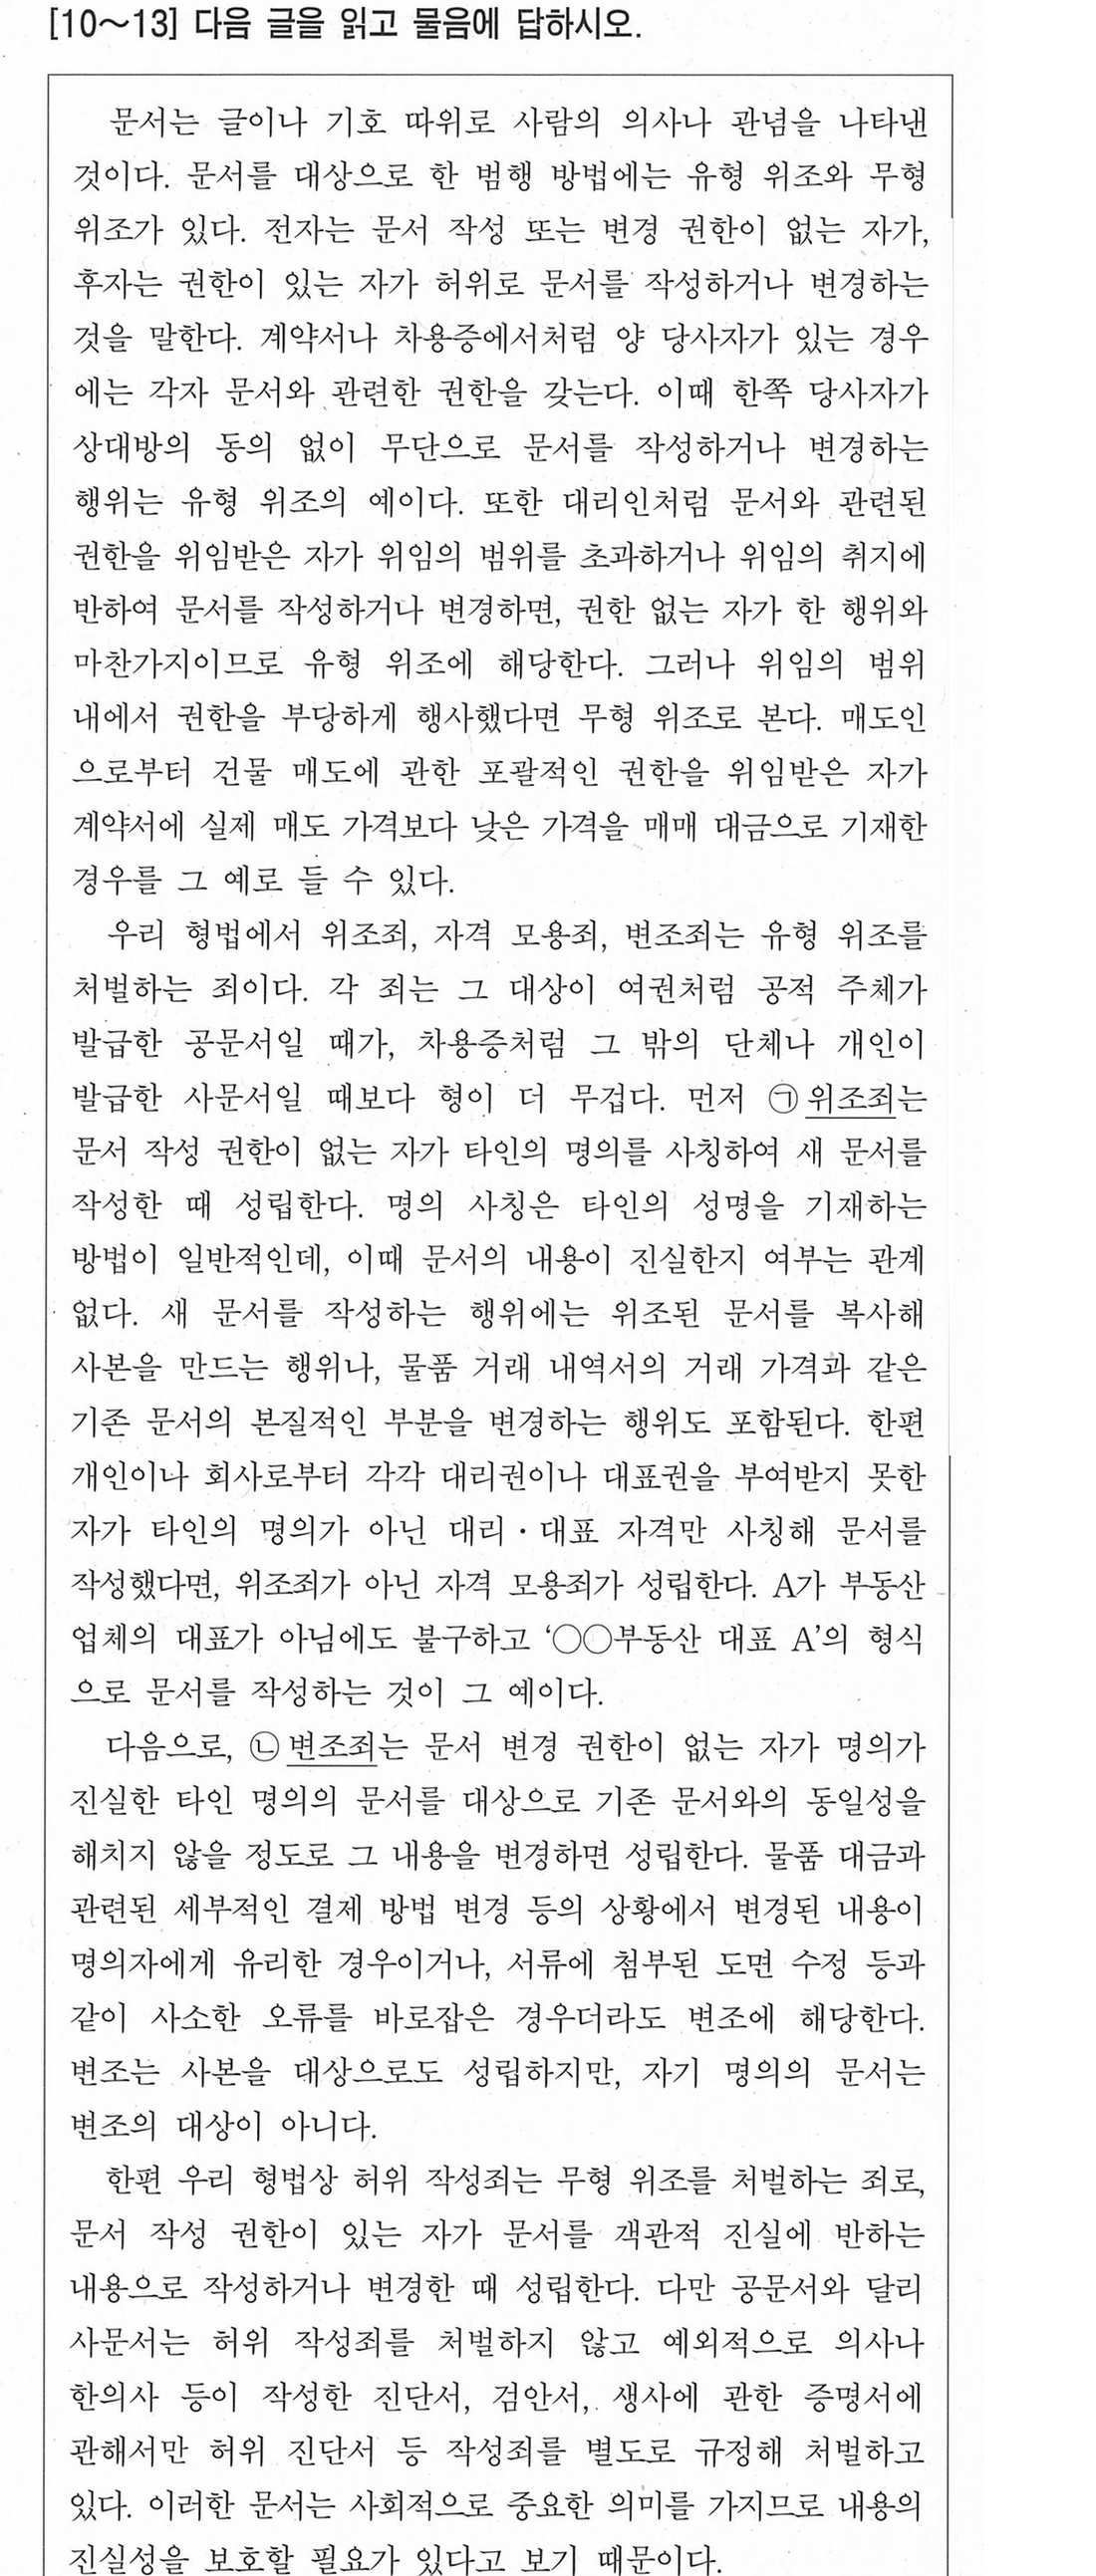 [10~13] 다음 글을 읽고 물음에 답하시오.
문서는 글이나 기호 따위로 사람의 의사나 관념을 나타낸
것이다. 문서를 대상으로 한 범행 방법에는 유형 위조와 무형
위조가 있다. 전자는 문서 작성 또는 변경 권한이 없는 자가,
후자는 권한이 있는 자가 허위로 문서를 작성하거나 변경하는
것을 말한다. 계약서나 차용증에서처럼 양 당사자가 있는 경우
에는 각자 문서와 관련한 권한을 갖는다. 이때 한쪽 당사자가
상대방의 동의 없이 무단으로 문서를 작성하거나 변경하는
행위는 유형 위조의 예이다. 또한 대리인처럼 문서와 관련된
권한을 위임받은 자가 위임의 범위를 초과하거나 위임의 취지에
반하여 문서를 작성하거나 변경하면, 권한 없는 자가 한 행위와
마찬가지이므로 유형 위조에 해당한다. 그러나 위임의 범위
내에서 권한을 부당하게 행사했다면 무형 위조로 본다. 매도인
으로부터 건물 매도에 관한 포괄적인 권한을 위임받은 자가
계약서에 실제 매도 가격보다 낮은 가격을 매매 대금으로 기재한
경우를 그 예로 들 수 있다.
우리 형법에서 위조죄, 자격 모용죄, 변조죄는 유형 위조를
처벌하는 죄이다. 각 죄는 그 대상이 여권처럼 공적 주체가
발급한 공문서일 때가, 차용증처럼 그 밖의 단체나 개인이
발급한 사문서일 때보다 형이 더 무겁다. 먼저 ㉠위조죄는
문서 작성 권한이 없는 자가 타인의 명의를 사칭하여 새 문서를
작성한 때 성립한다. 명의 사칭은 타인의 성명을 기재하는
방법이 일반적인데, 이때 문서의 내용이 진실한지 여부는 관계
없다. 새 문서를 작성하는 행위에는 위조된 문서를 복사해
사본을 만드는 행위나, 물품 거래 내역서의 거래 가격과 같은
기존 문서의 본질적인 부분을 변경하는 행위도 포함된다. 한편
개인이나 회사로부터 각각 대리권이나 대표권을 부여받지 못한
자가 타인의 명의가 아닌 대리・대표 자격만 사칭해 문서를
작성했다면, 위조죄가 아닌 자격 모용죄가 성립한다. A가 부동산
업체의 대표가 아님에도 불구하고 ‘○○부동산 대표 A’의 형식
으로 문서를 작성하는 것이 그 예이다.
다음으로, ㉡변조죄는 문서 변경 권한이 없는 자가 명의가
진실한 타인 명의의 문서를 대상으로 기존 문서와의 동일성을
해치지 않을 정도로 그 내용을 변경하면 성립한다. 물품 대금과
관련된 세부적인 결제 방법 변경 등의 상황에서 변경된 내용이
명의자에게 유리한 경우이거나, 서류에 첨부된 도면 수정 등과
같이 사소한 오류를 바로잡은 경우더라도 변조에 해당한다.
변조는 사본을 대상으로도 성립하지만, 자기 명의의 문서는
변조의 대상이 아니다.
한편 우리 형법상 허위 작성죄는 무형 위조를 처벌하는 죄로,
문서 작성 권한이 있는 자가 문서를 객관적 진실에 반하는
내용으로 작성하거나 변경한 때 성립한다. 다만 공문서와 달리
사문서는 허위 작성죄를 처벌하지 않고 예외적으로 의사나
한의사 등이 작성한 진단서, 검안서, 생사에 관한 증명서에
관해서만 허위 진단서 등 작성죄를 별도로 규정해 처벌하고
있다. 이러한 문서는 사회적으로 중요한 의미를 가지므로 내용의
진실성을 보호할 필요가 있다고 보기 때문이다.